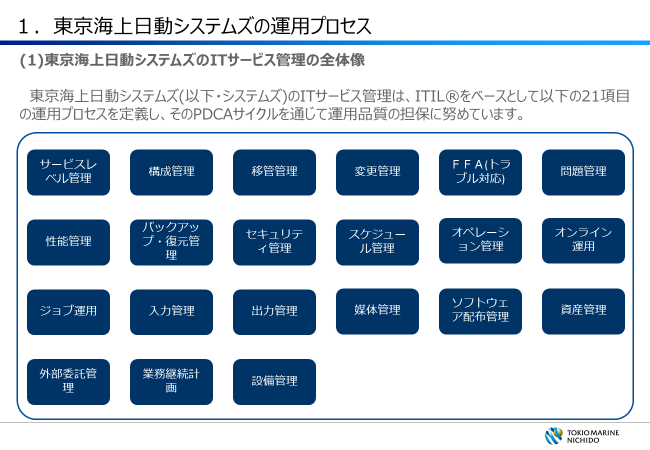 １．東京海上日動システムズの運用プロセス
(1)東京海上日動システムズのITサービス管理の全体像
東京海上日動システムズ(以下・システムズ)のITサービス管理は、ITIL®をベースとして以下の21項目
の運用プロセスを定義し、そのPDCAサイクルを通じて運用品質の担保に努めています。
サービスレ
ベル管理
構成管理
移管管理
変更管理
ＦＦＡ(トラ
ブル対応)
問題管理
性能管理
バックアッ
プ・復元管
理
セキュリテ
ィ管理
スケジュー
ル管理
オペレーシ
ョン管理
オンライン
運用
ジョブ運用
入力管理
出力管理
媒体管理
ソフトウェ
ア配布管理
資産管理
外部委託管
理
業務継続計
画
設備管理
TOKIO MARINE
NICHIDO